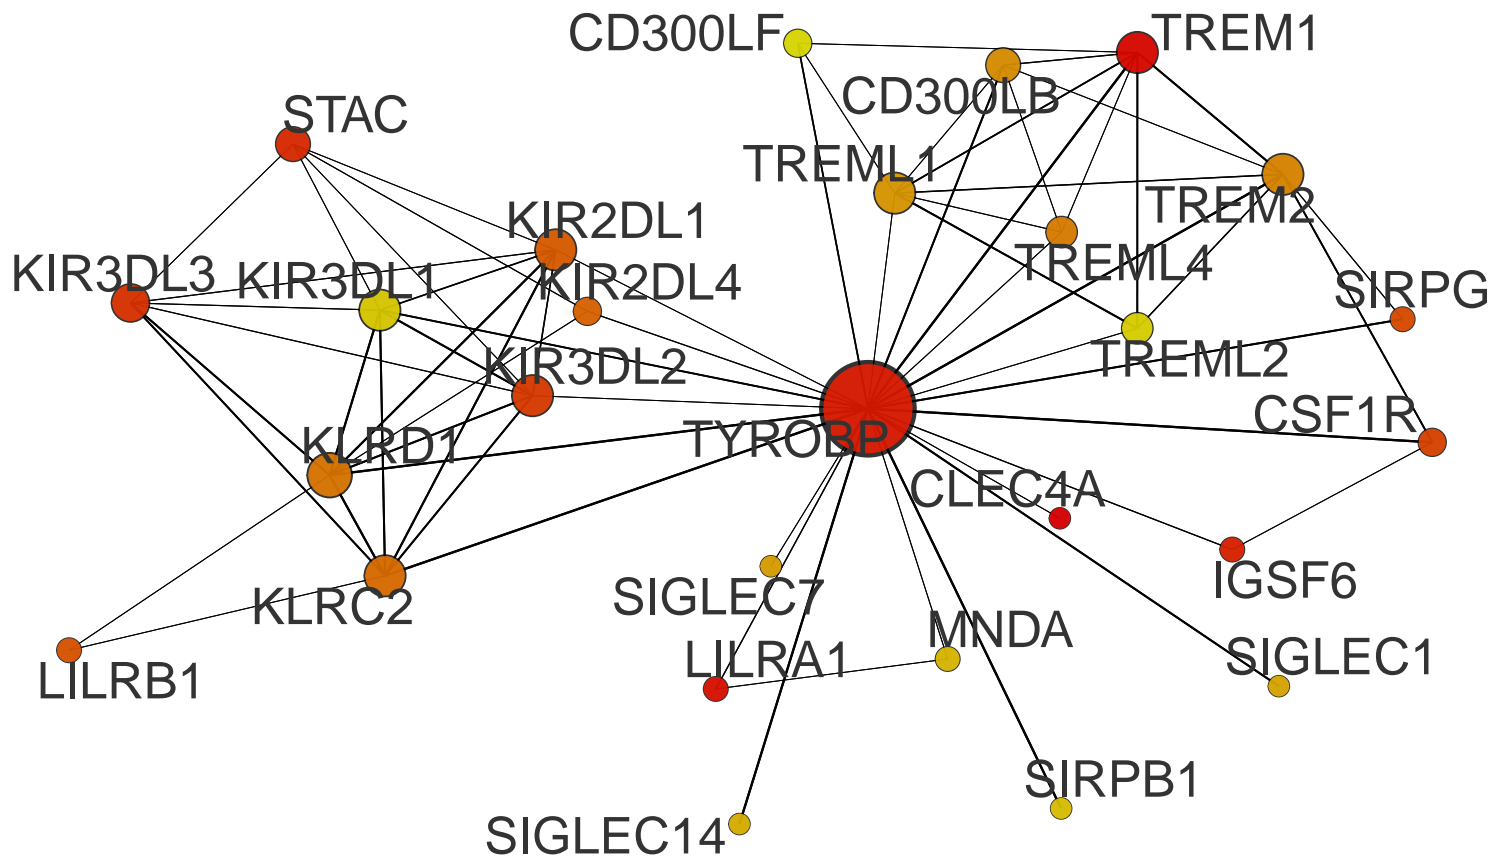 CD300LF
TREM1
CD300LB
STAC
TREML1
TREM2
KIR2DL1
TREML4
KIR3DL3
KIR3DL1
KIR2DL4
SIRPG
TREML2
KIR3DL2
CSF1R
KLRD1
TYROBP
CLEC4A
IGSF6
SIGLEC7
KLRC2
MNDA
LILRA1
SIGLEC1
LILRB1
SIRPB1
SIGLEC14